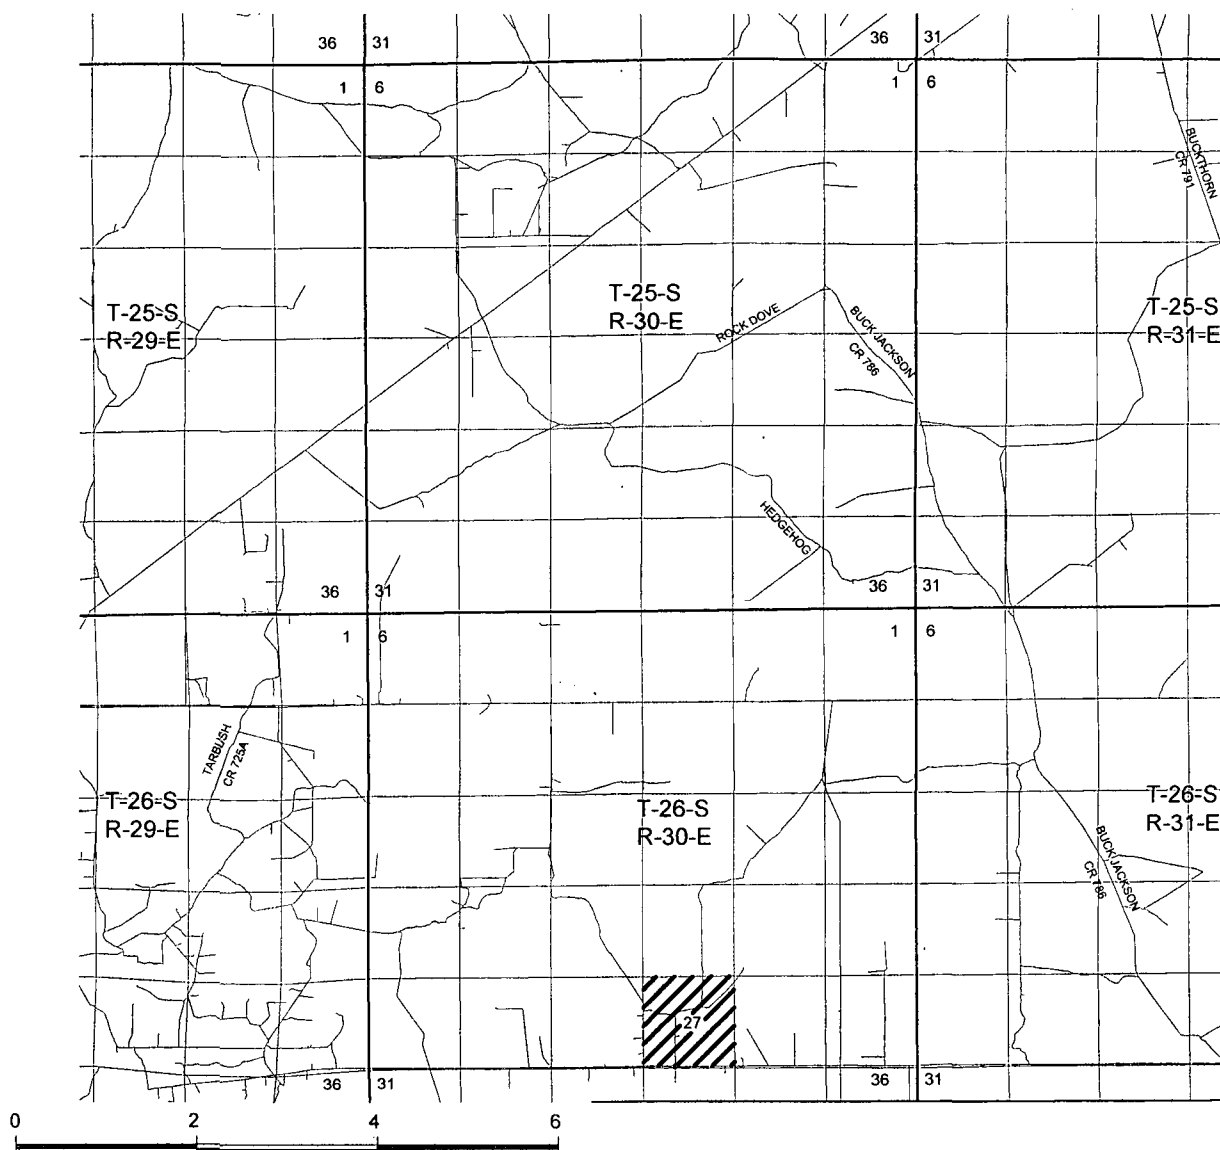 36 31
36 31
1 6
1 6
BUCKTHORN
CR 791
T-25-S
R-29-E
T-25-S
R-30-E
T-25-S
R-31-E
ROCK DOVE
BUCK JACKSON
CR 786
HEDGEHOG
36 31
36 31
1 6
1 6
TARBUSH
CR 725A
T-26-S
R-29-E
T-26-S
R-30-E
T-26-S
R-31-E
BUCK JACKSON
CR 786
27
36 31
36 31
0 2 4 6